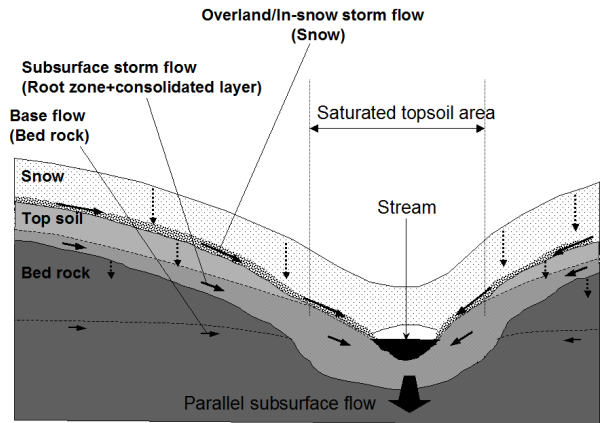 Overland/In-snow storm flow
(Snow)
Subsurface storm flow
(Root zone+consolidated layer)
Base flow
(Bed rock)
Saturated topsoil area
Snow
Stream
Top soil
Bed rock
Parallel subsurface flow